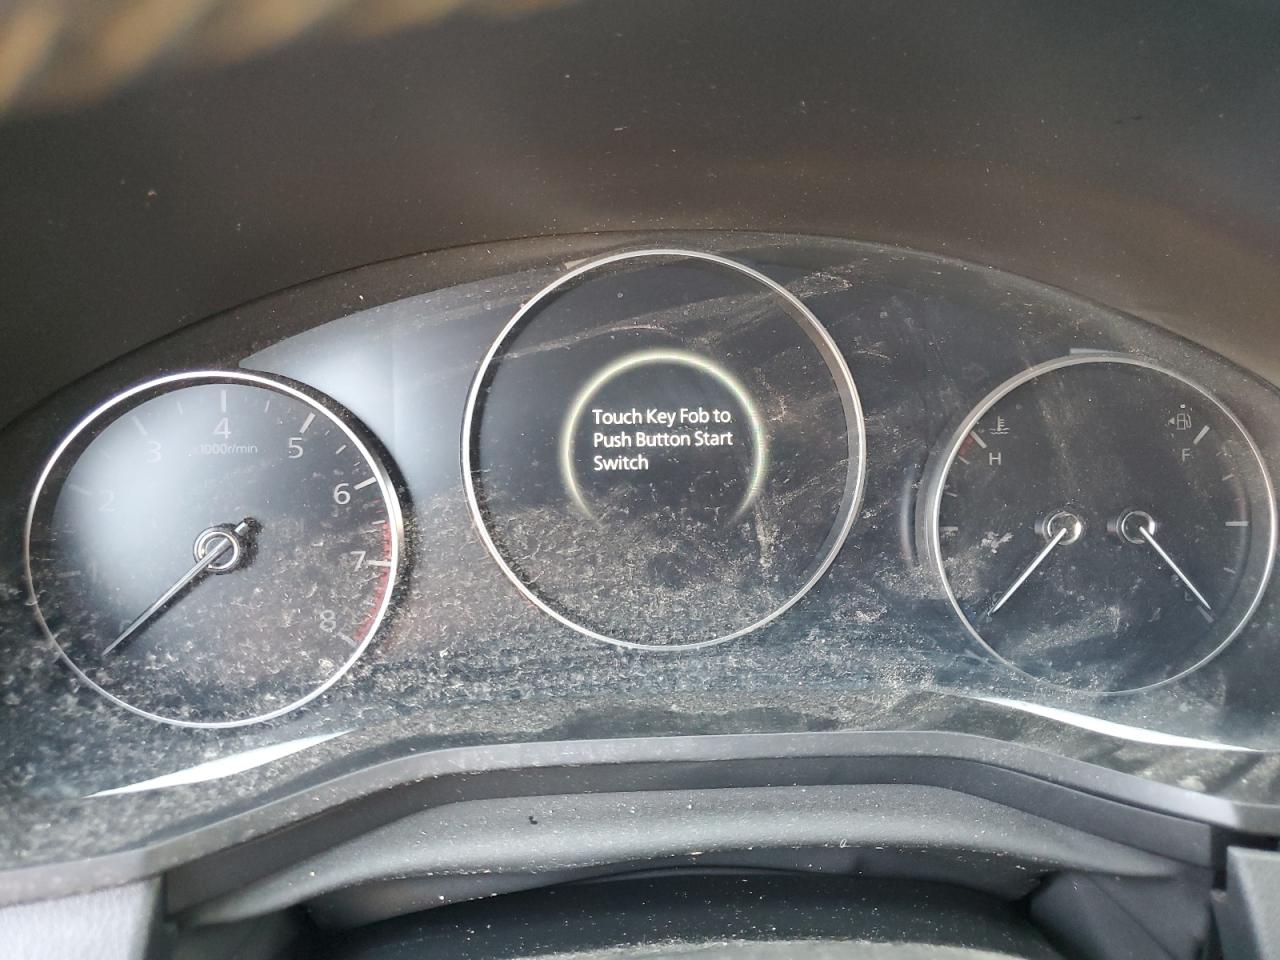 4
x1000r/min
3
5
2
6
7
8
Touch Key Fob to
Push Button Start
Switch
H
F